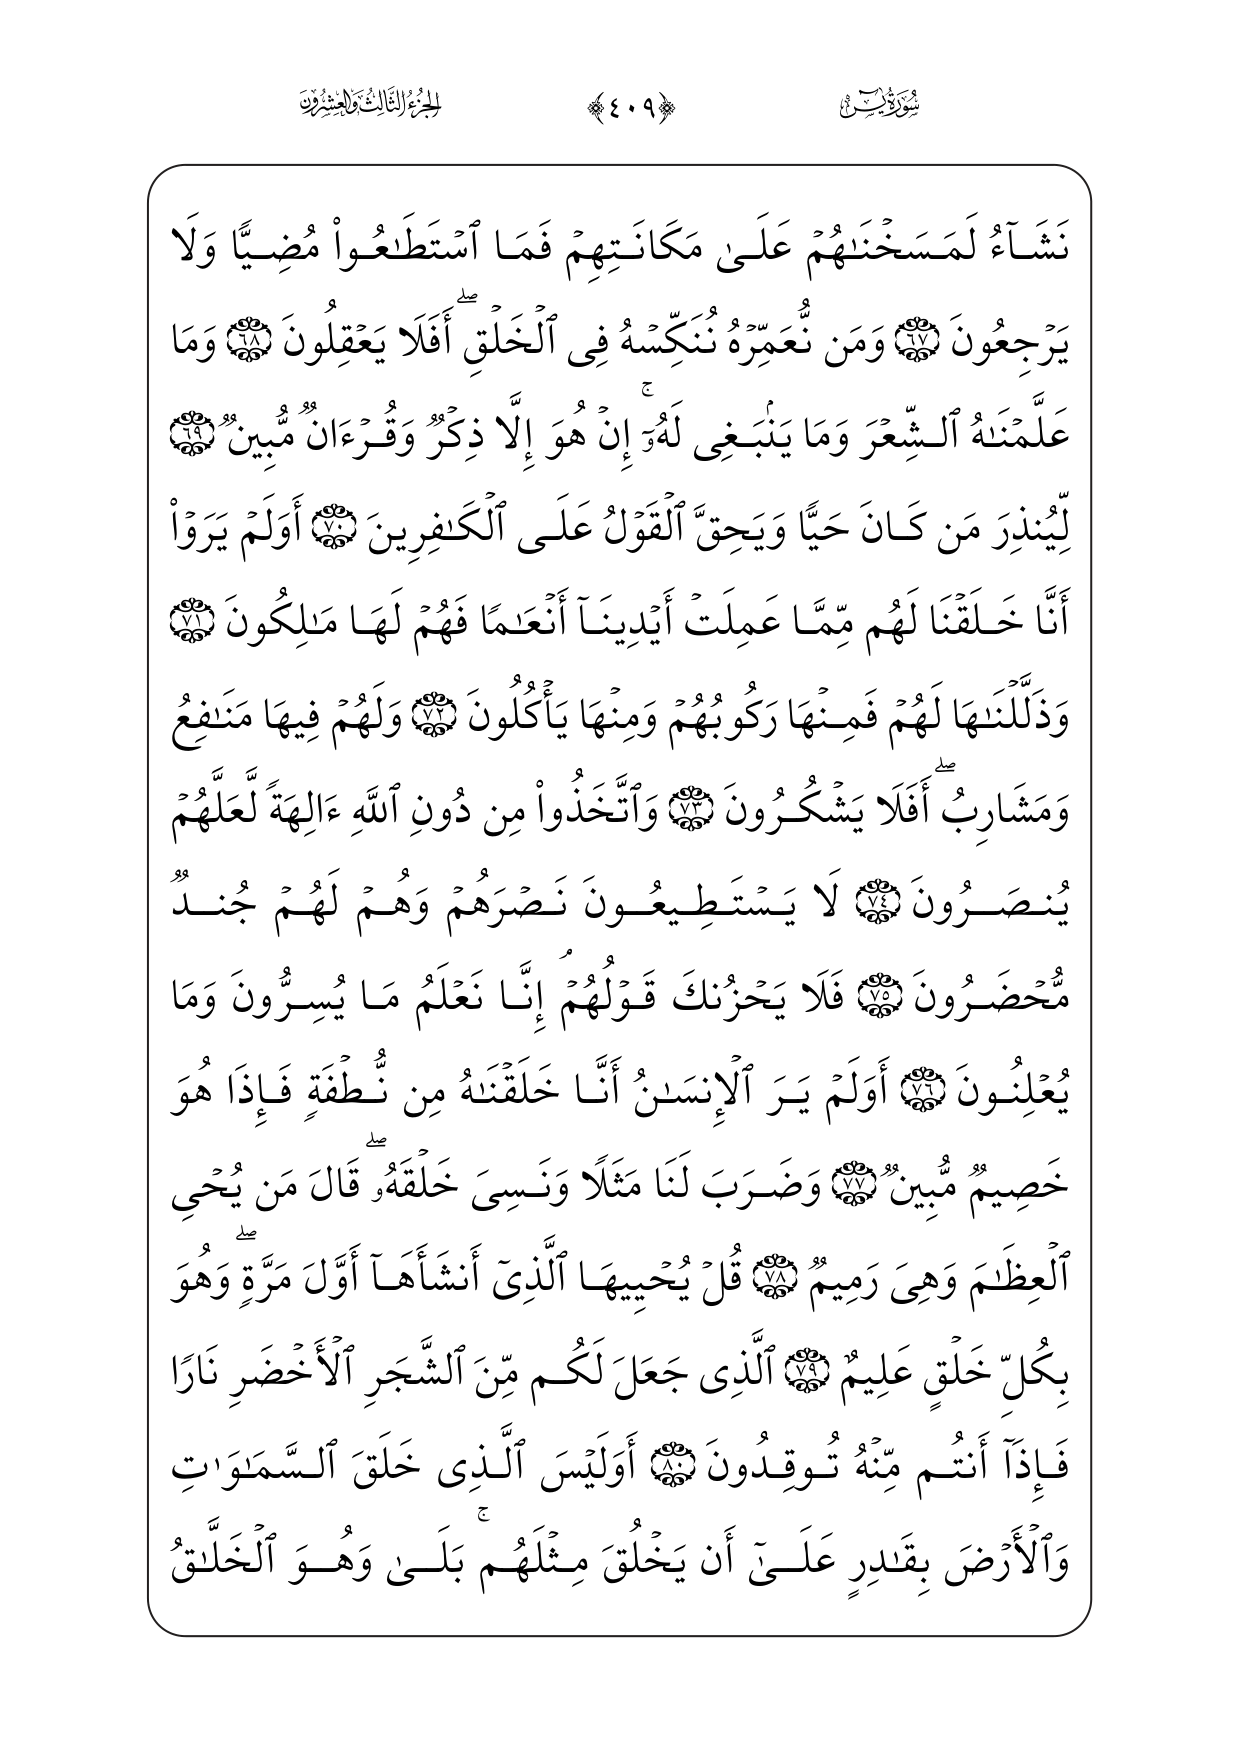 سُورَةُ يسٓ ﴿٤٠٩﴾ الجُزْءُ الثَّالِثُ وَالعِشْرُونَ
نَشَآءُ لَمَسَخۡنَٰهُمۡ عَلَىٰ مَكَانَتِهِمۡ فَمَا ٱسۡتَطَٰعُواْ مُضِيّٗا وَلَا
يَرۡجِعُونَ ٦٧ وَمَن نُّعَمِّرۡهُ نُنَكِّسۡهُ فِي ٱلۡخَلۡقِۖ أَفَلَا يَعۡقِلُونَ ٦٨ وَمَا
عَلَّمۡنَٰهُ ٱلشِّعۡرَ وَمَا يَنۢبَغِي لَهُۥٓۚ إِنۡ هُوَ إِلَّا ذِكۡرٞ وَقُرۡءَانٞ مُّبِينٞ ٦٩
لِّيُنذِرَ مَن كَانَ حَيّٗا وَيَحِقَّ ٱلۡقَوۡلُ عَلَى ٱلۡكَٰفِرِينَ ٧٠ أَوَلَمۡ يَرَوۡاْ
أَنَّا خَلَقۡنَا لَهُم مِّمَّا عَمِلَتۡ أَيۡدِينَآ أَنۡعَٰمٗا فَهُمۡ لَهَا مَٰلِكُونَ ٧١
وَذَلَّلۡنَٰهَا لَهُمۡ فَمِنۡهَا رَكُوبُهُمۡ وَمِنۡهَا يَأۡكُلُونَ ٧٢ وَلَهُمۡ فِيهَا مَنَٰفِعُ
وَمَشَارِبُۖ أَفَلَا يَشۡكُرُونَ ٧٣ وَٱتَّخَذُواْ مِن دُونِ ٱللَّهِ ءَالِهَةٗ لَّعَلَّهُمۡ
يُنصَرُونَ ٧٤ لَا يَسۡتَطِيعُونَ نَصۡرَهُمۡ وَهُمۡ لَهُمۡ جُندٞ
مُّحۡضَرُونَ ٧٥ فَلَا يَحۡزُنكَ قَوۡلُهُمۡۘ إِنَّا نَعۡلَمُ مَا يُسِرُّونَ وَمَا
يُعۡلِنُونَ ٧٦ أَوَلَمۡ يَرَ ٱلۡإِنسَٰنُ أَنَّا خَلَقۡنَٰهُ مِن نُّطۡفَةٖ فَإِذَا هُوَ
خَصِيمٞ مُّبِينٞ ٧٧ وَضَرَبَ لَنَا مَثَلٗا وَنَسِيَ خَلۡقَهُۥۖ قَالَ مَن يُحۡيِ
ٱلۡعِظَٰمَ وَهِيَ رَمِيمٞ ٧٨ قُلۡ يُحۡيِيهَا ٱلَّذِيٓ أَنشَأَهَآ أَوَّلَ مَرَّةٖۖ وَهُوَ
بِكُلِّ خَلۡقٍ عَلِيمٌ ٧٩ ٱلَّذِي جَعَلَ لَكُم مِّنَ ٱلشَّجَرِ ٱلۡأَخۡضَرِ نَارٗا
فَإِذَآ أَنتُم مِّنۡهُ تُوقِدُونَ ٨٠ أَوَلَيۡسَ ٱلَّذِي خَلَقَ ٱلسَّمَٰوَٰتِ
وَٱلۡأَرۡضَ بِقَٰدِرٍ عَلَىٰٓ أَن يَخۡلُقَ مِثۡلَهُمۚ بَلَىٰ وَهُوَ ٱلۡخَلَّٰقُ